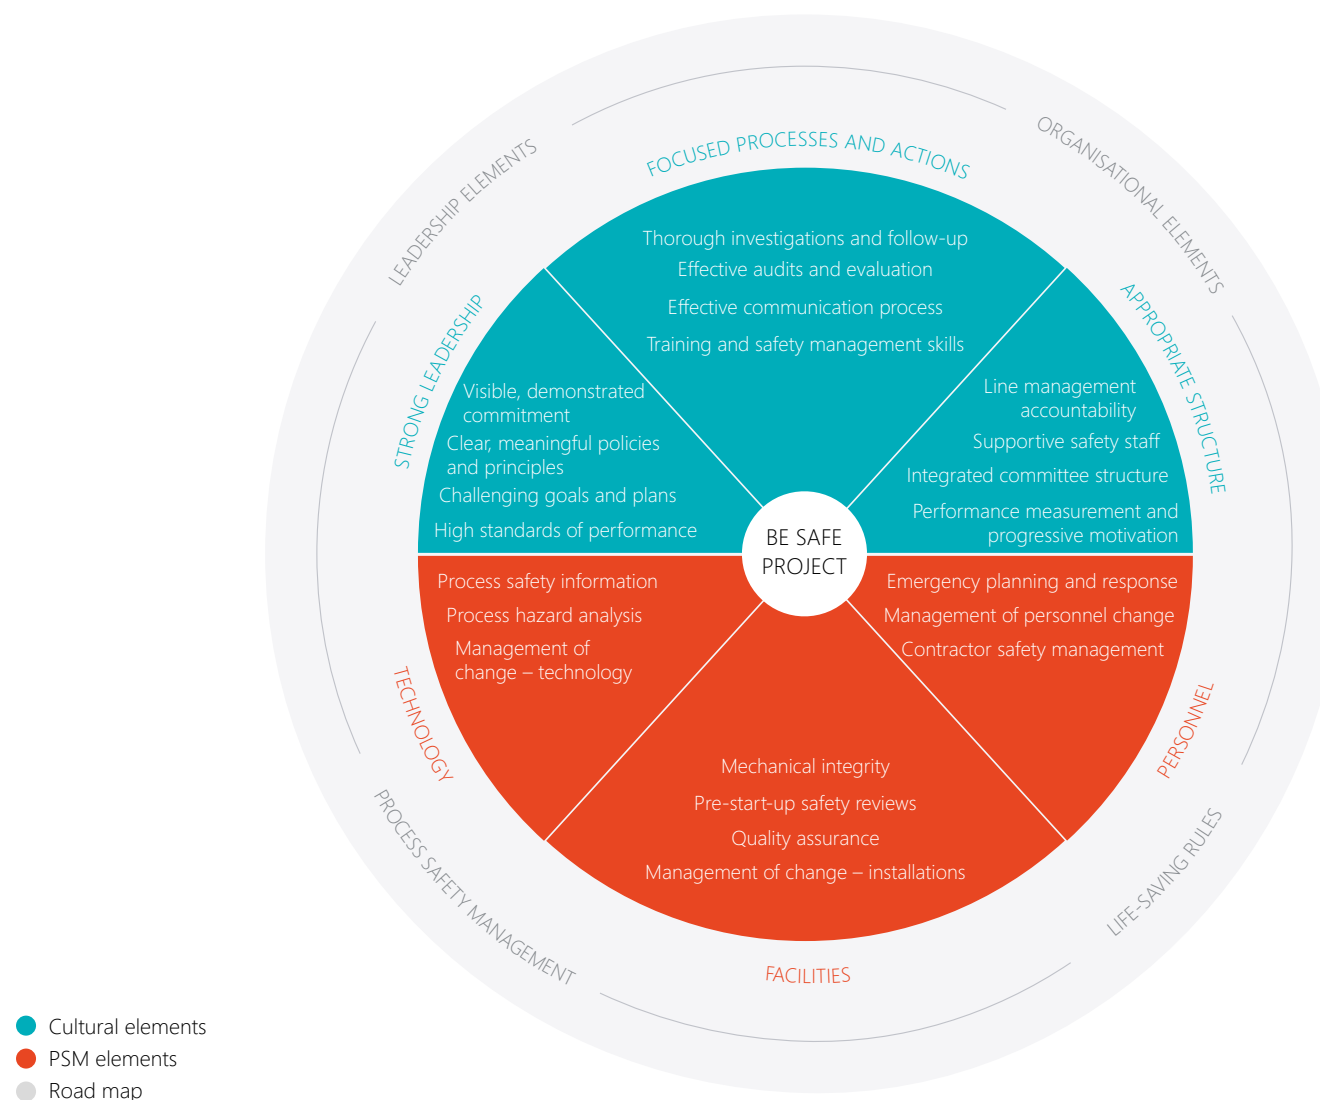 LEADERSHIP ELEMENTS
ORGANISATIONAL ELEMENTS
FOCUSED PROCESSES AND ACTIONS
Thorough investigations and follow-up
Effective audits and evaluation
Effective communication process
Training and safety management skills
STRONG LEADERSHIP
Visible, demonstrated
commitment
Clear, meaningful policies
and principles
Challenging goals and plans
High standards of performance
APPROPRIATE STRUCTURE
Line management
accountability
Supportive safety staff
Integrated committee structure
Performance measurement and
progressive motivation
BE SAFE
PROJECT
Process safety information
Process hazard analysis
Management of
change – technology
TECHNOLOGY
Emergency planning and response
Management of personnel change
Contractor safety management
PERSONNEL
Mechanical integrity
Pre-start-up safety reviews
Quality assurance
Management of change – installations
FACILITIES
PROCESS SAFETY MANAGEMENT
LIFE-SAVING RULES
Cultural elements
PSM elements
Road map